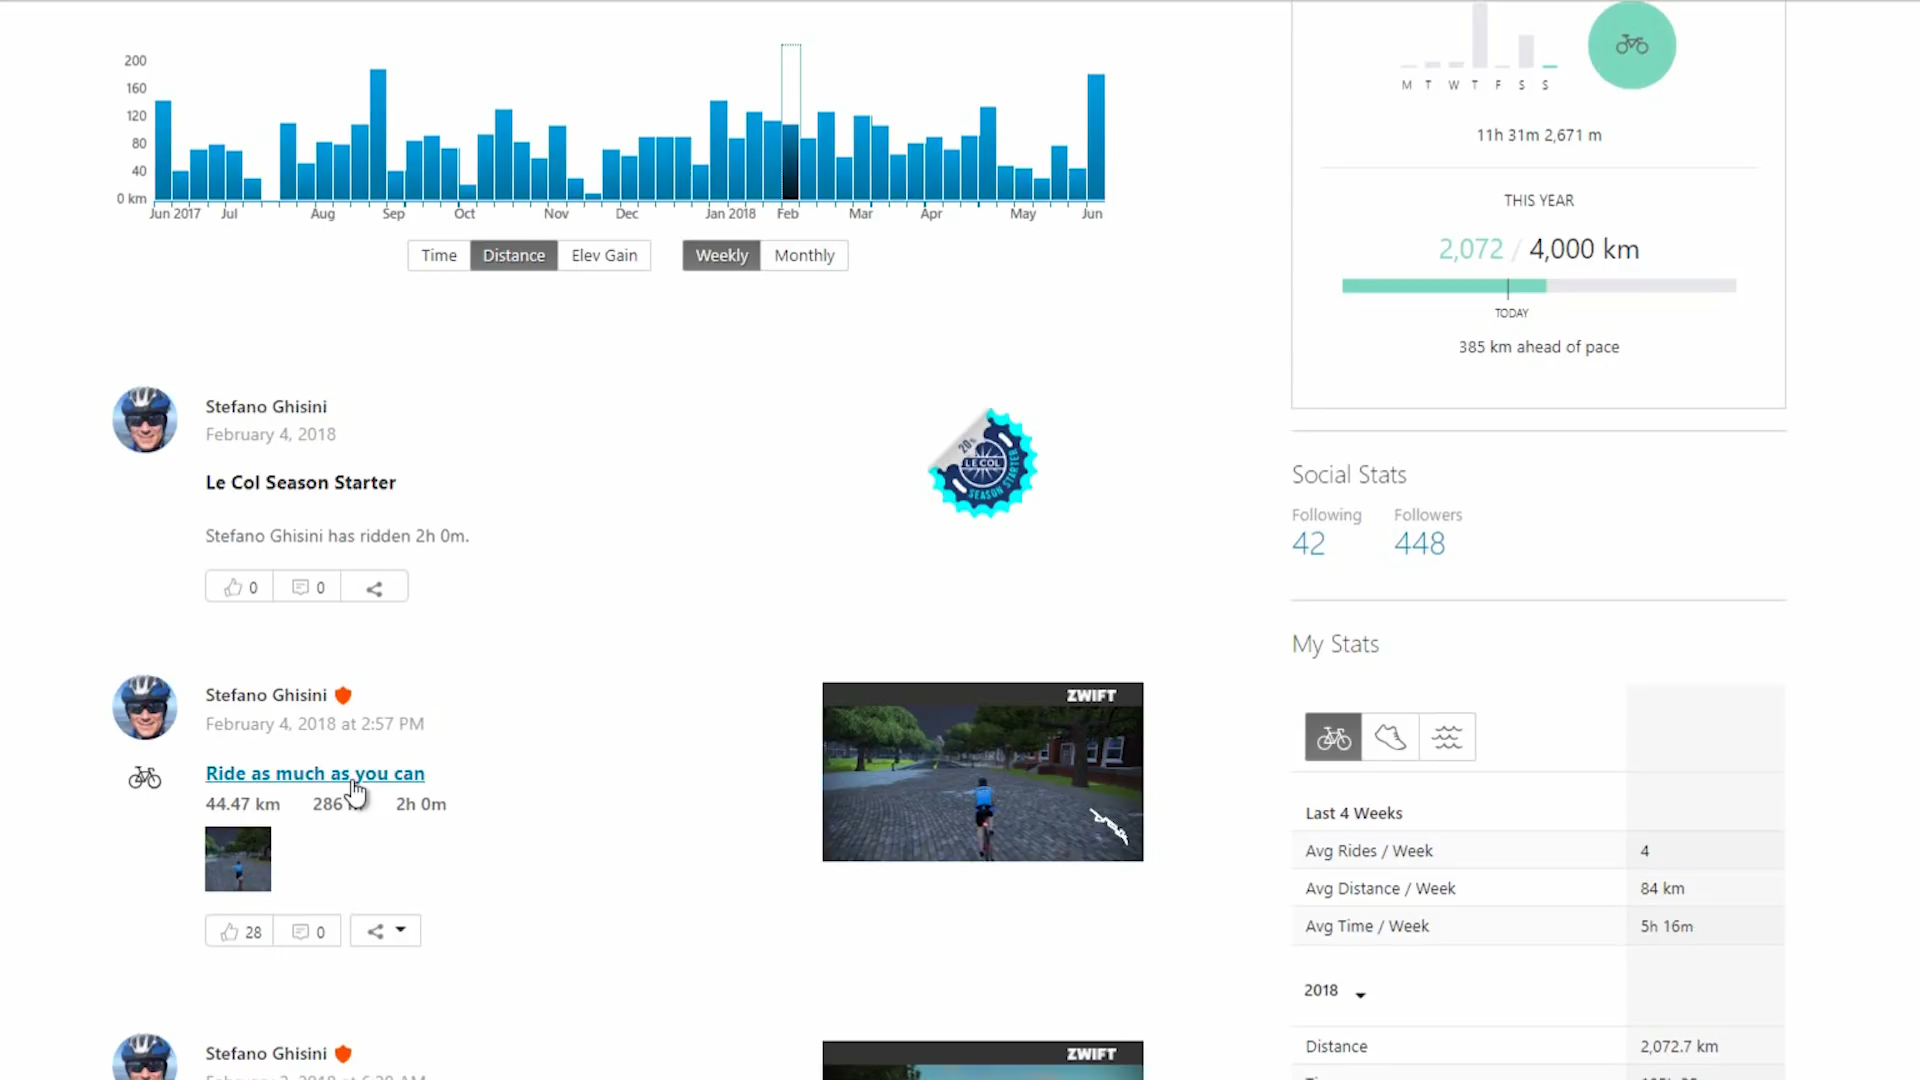 200
160
120
80
40
0 km
Jun 2017 Jul Aug Sep Oct Nov Dec Jan 2018 Feb Mar Apr May Jun
Time Distance Elev Gain Weekly Monthly
Stefano Ghisini
February 4, 2018
Le Col Season Starter
Stefano Ghisini has ridden 2h 0m.
0 0
20%
LE COL
SEASON STARTER
Stefano Ghisini
February 4, 2018 at 2:57 PM
Ride as much as you can
44.47 km 286 2h 0m
28 0
ZWIFT
Stefano Ghisini
ZWIFT
M T W T F S S
11h 31m 2,671 m
THIS YEAR
2,072 / 4,000 km
TODAY
385 km ahead of pace
Social Stats
Following Followers
42 448
My Stats
Last 4 Weeks
Avg Rides / Week 4
Avg Distance / Week 84 km
Avg Time / Week 5h 16m
2018
Distance 2,072.7 km